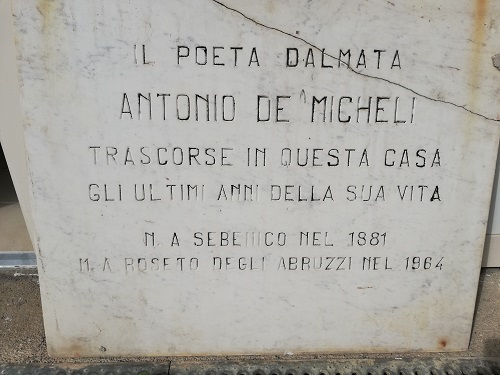 IL POETA DALMATA
ANTONIO DE' MICHELI
TRASCORSE IN QUESTA CASA
GLI ULTIMI ANNI DELLA SUA VITA
N. A SEBENICO NEL 1881
M. A ROSETO DEGLI ABRUZZI NEL 1964